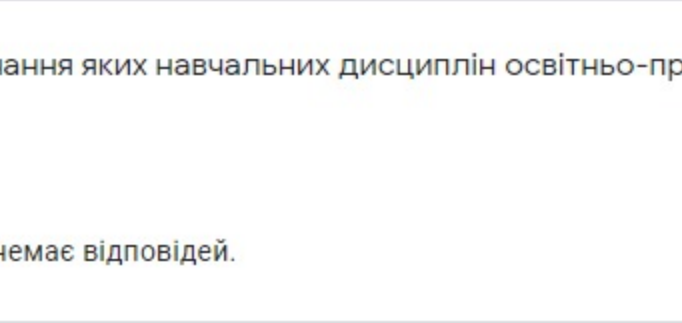 ання яких навчальних дисциплін освітньо-пр
немає відповідей.